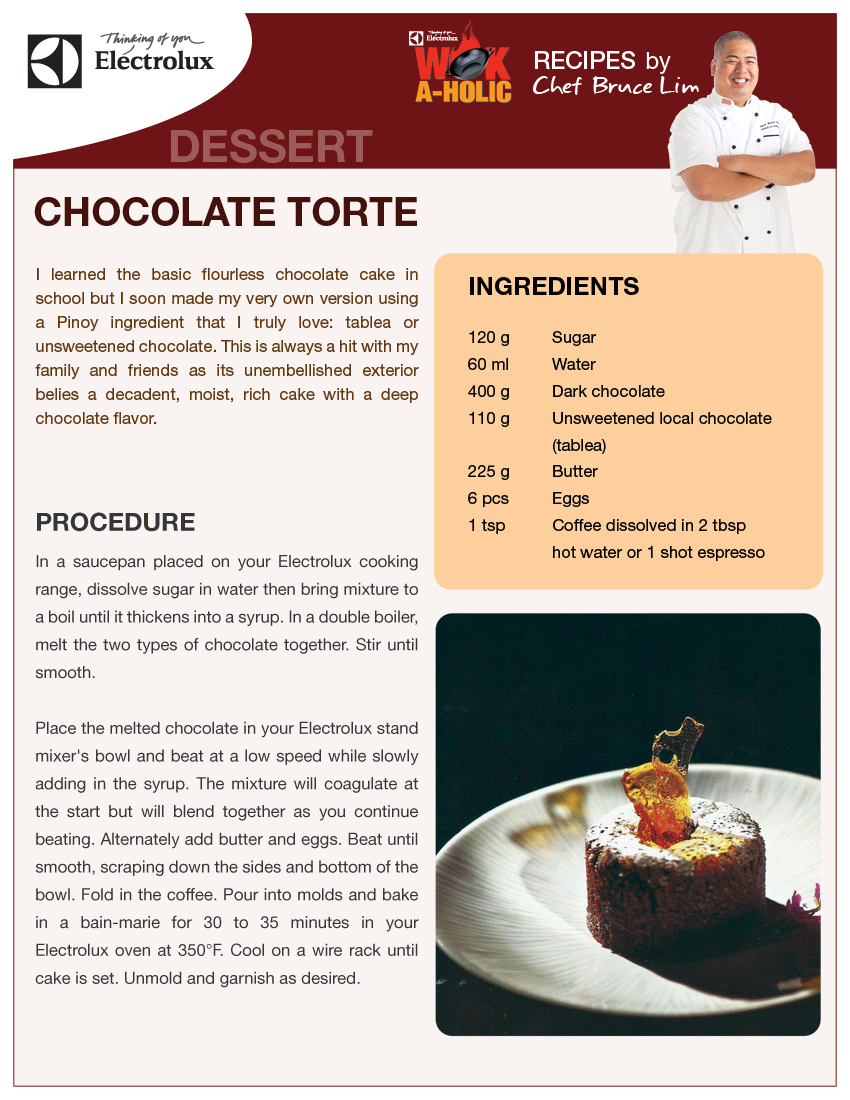 Thinking of you
Electrolux
Thinking of you
Electrolux
WOK
A-HOLIC
RECIPES by
Chef Bruce Lim
DESSERT
CHOCOLATE TORTE
I learned the basic flourless chocolate cake in
school but I soon made my very own version using
a Pinoy ingredient that I truly love: tablea or
unsweetened chocolate. This is always a hit with my
family and friends as its unembellished exterior
belies a decadent, moist, rich cake with a deep
chocolate flavor.
INGREDIENTS
120 g Sugar
60 ml Water
400 g Dark chocolate
110 g Unsweetened local chocolate
(tablea)
225 g Butter
6 pcs Eggs
1 tsp Coffee dissolved in 2 tbsp
hot water or 1 shot espresso
PROCEDURE
In a saucepan placed on your Electrolux cooking
range, dissolve sugar in water then bring mixture to
a boil until it thickens into a syrup. In a double boiler,
melt the two types of chocolate together. Stir until
smooth.
Place the melted chocolate in your Electrolux stand
mixer's bowl and beat at a low speed while slowly
adding in the syrup. The mixture will coagulate at
the start but will blend together as you continue
beating. Alternately add butter and eggs. Beat until
smooth, scraping down the sides and bottom of the
bowl. Fold in the coffee. Pour into molds and bake
in a bain-marie for 30 to 35 minutes in your
Electrolux oven at 350°F. Cool on a wire rack until
cake is set. Unmold and garnish as desired.